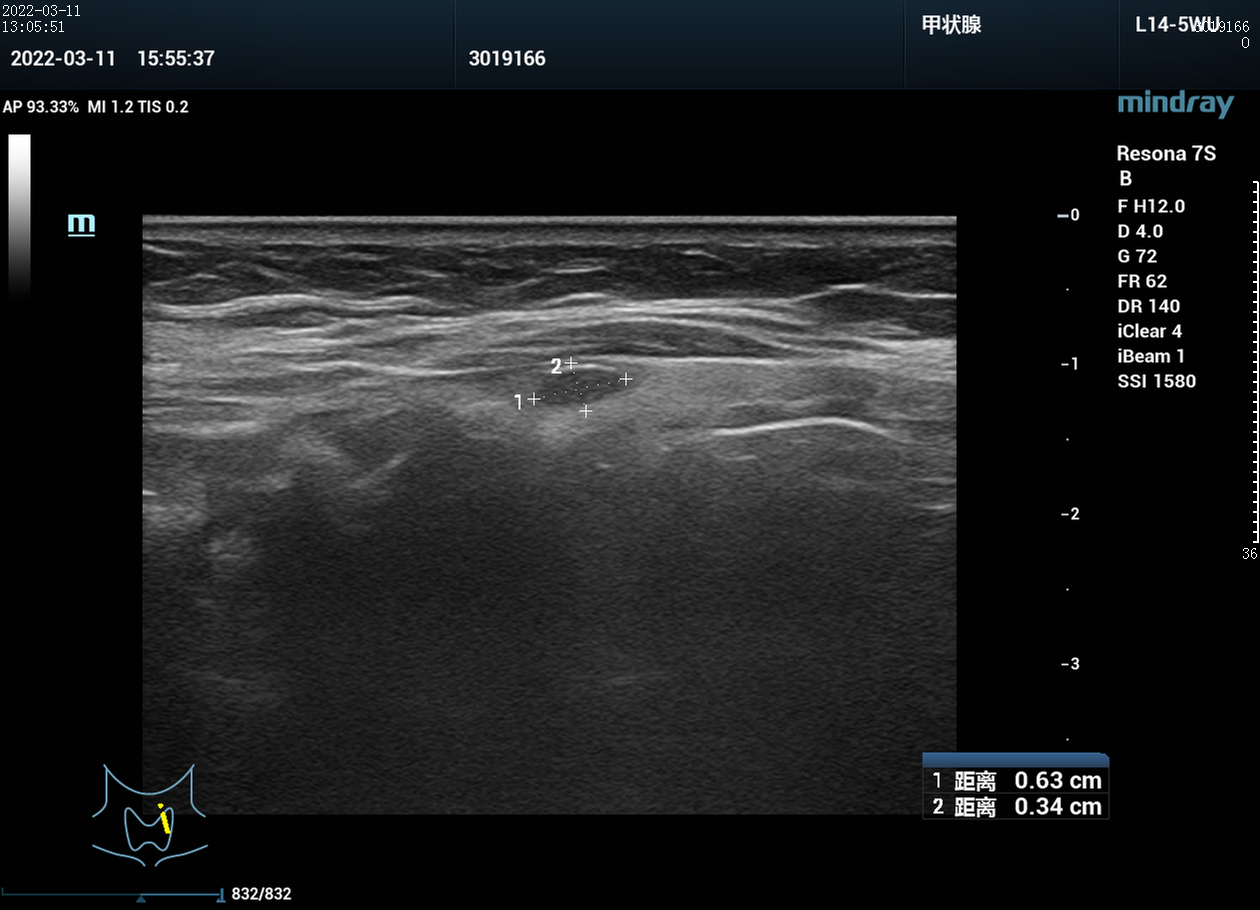 2022-03-11
13:05:51
2022-03-11 15:55:37
3019166
甲状腺
L14-5WU
3019166
0
AP 93.33% MI 1.2 TIS 0.2
mindray
Resona 7S
B
F H12.0
D 4.0
G 72
FR 62
DR 140
iClear 4
iBeam 1
SSI 1580
m
0
-1
-2
-3
36
2
1
1 距离 0.63 cm
2 距离 0.34 cm
832/832